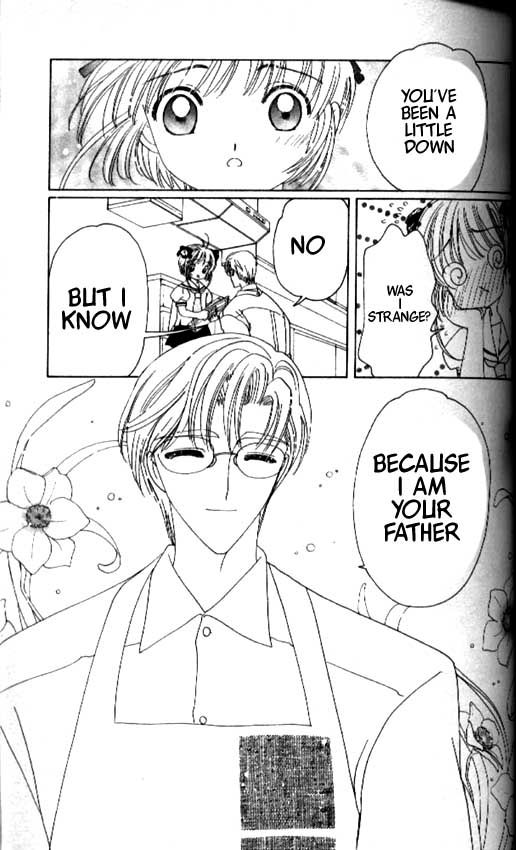 YOU'VE
BEEN A
LITTLE
DOWN
WAS
I
STRANGE?
NO
BUT I
KNOW
BECAUSE
I AM
YOUR
FATHER